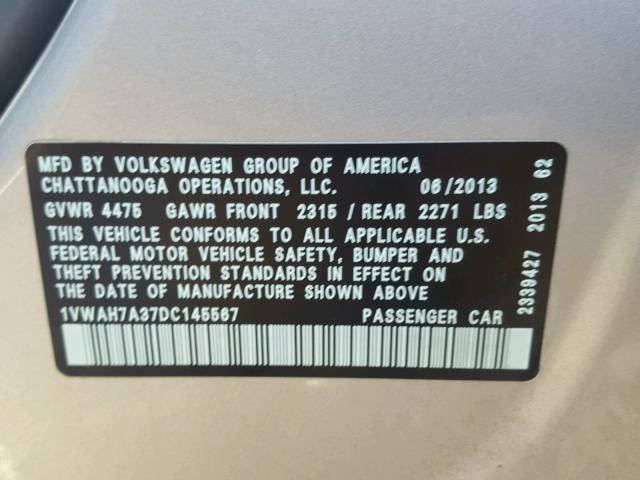 MFD BY VOLKSWAGEN GROUP OF AMERICA
CHATTANOOGA OPERATIONS, LLC. 06/2013
GVWR 4475 GAWR FRONT 2315 / REAR 2271 LBS
THIS VEHICLE CONFORMS TO ALL APPLICABLE U.S.
FEDERAL MOTOR VEHICLE SAFETY, BUMPER AND
THEFT PREVENTION STANDARDS IN EFFECT ON
THE DATE OF MANUFACTURE SHOWN ABOVE
1VWAH7A37DC145567 PASSENGER CAR
2339427 2013 62